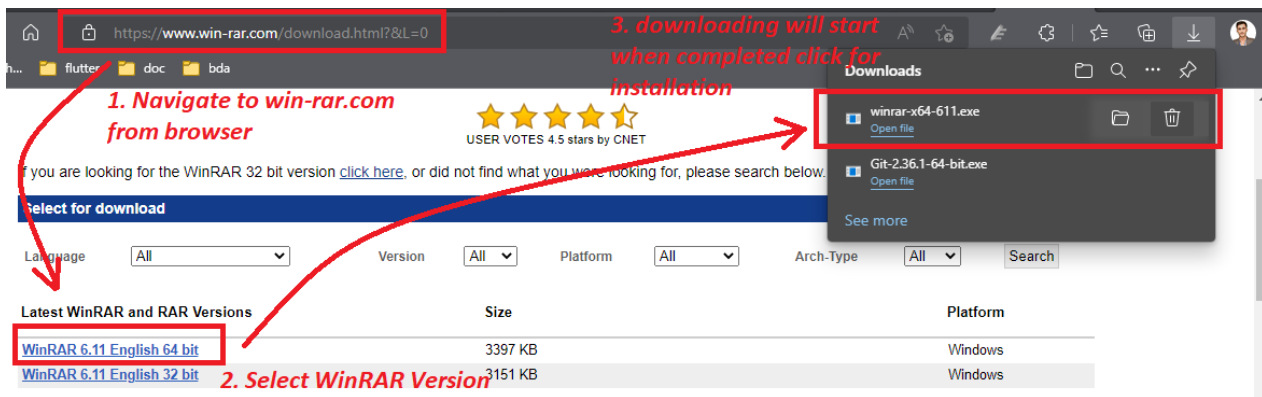 https://www.win-rar.com/download.html?&L=0
3. downloading will start
when completed click for
installation
h...
flutter
doc
bda
Downloads
1. Navigate to win-rar.com
from browser
winrar-x64-611.exe
Open file
USER VOTES 4.5 stars by CNET
Git-2.36.1-64-bit.exe
Open file
f you are looking for the WinRAR 32 bit version click here, or did not find what you were looking for, please search below.
See more
Select for download
Language All Version All Platform All Arch-Type All Search
Latest WinRAR and RAR Versions Size Platform
WinRAR 6.11 English 64 bit 3397 KB Windows
WinRAR 6.11 English 32 bit 3151 KB Windows
2. Select WinRAR Version